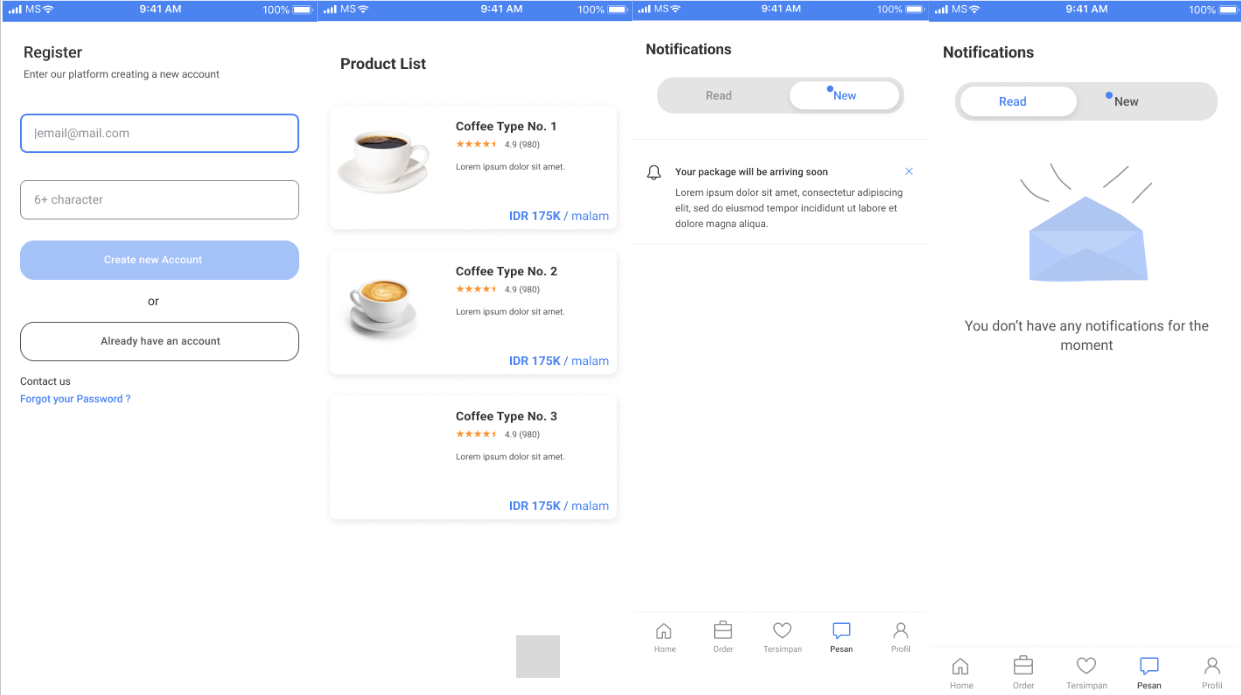 MS
9:41 AM
100%
Register
Enter our platform creating a new account
email@mail.com
6+ character
Create new Account
or
Already have an account
Contact us
Forgot your Password ?
MS
9:41 AM
100%
Product List
Coffee Type No. 1
4.9 (980)
Lorem ipsum dolor sit amet.
IDR 175K / malam
Coffee Type No. 2
4.9 (980)
Lorem ipsum dolor sit amet.
IDR 175K / malam
Coffee Type No. 3
4.9 (980)
Lorem ipsum dolor sit amet.
IDR 175K / malam
MS
9:41 AM
100%
Notifications
Read
New
Your package will be arriving soon
Lorem ipsum dolor sit amet, consectetur adipiscing
elit, sed do eiusmod tempor incididunt ut labore et
dolore magna aliqua.
Home
Order
Tersimpan
Pesan
Profil
MS
9:41 AM
100%
Notifications
Read
New
You don’t have any notifications for the
moment
Home
Order
Tersimpan
Pesan
Profil